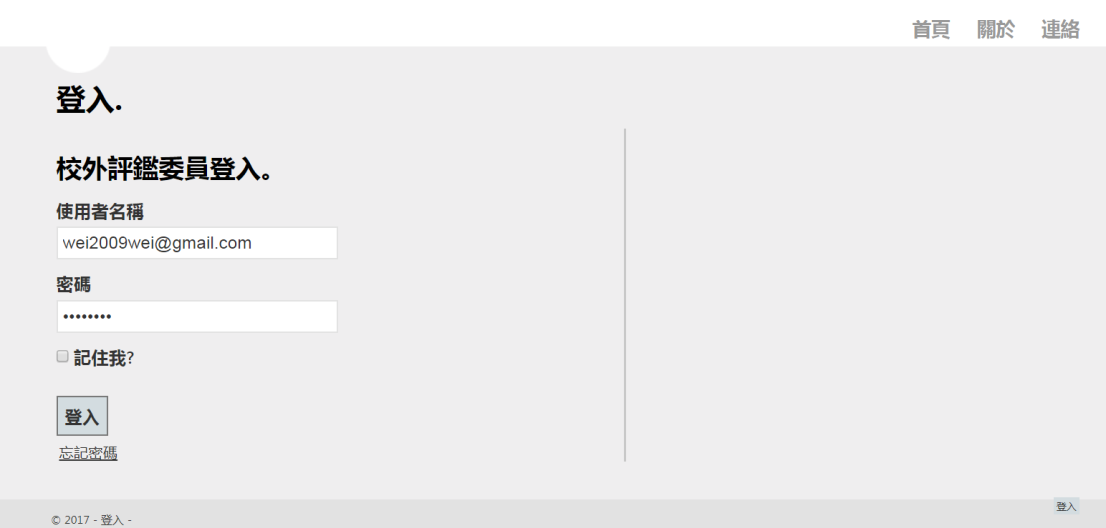 首頁 關於 連絡
登入.
校外評鑑委員登入。
使用者名稱
wei2009wei@gmail.com
密碼
••••••••
記住我?
登入
忘記密碼
登入
© 2017 - 登入 -